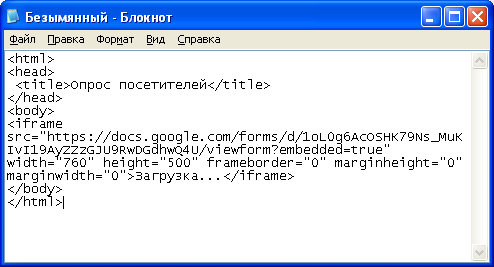 Безымянный - Блокнот
Файл Правка Формат Вид Справка
<html>
<head>
 <title>Опрос посетителей</title>
</head>
<body>
<iframe
src="https://docs.google.com/forms/d/1oL0g6AcOSHK79Ns_MuK
IvI19AyZZzGJU9RwDGdhwQ4U/viewform?embedded=true"
width="760" height="500" frameborder="0" marginheight="0"
marginwidth="0">Загрузка...</iframe>
</body>
</html>